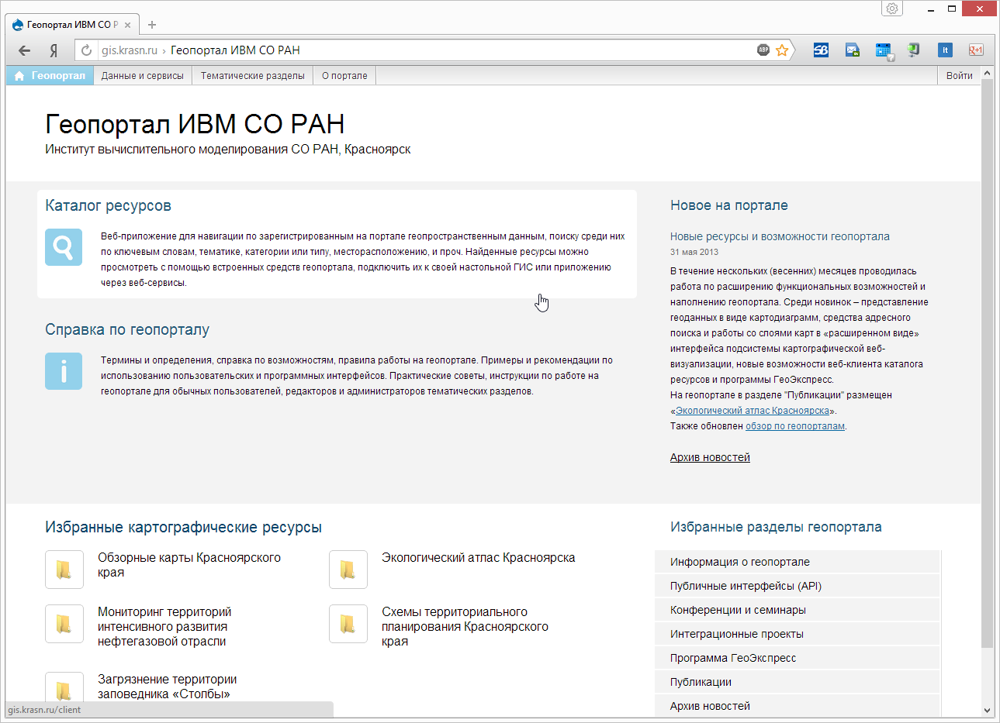 Геопортал ИВМ СО Р
gis.krasn.ru › Геопортал ИВМ СО РАН
ABP
SB
it
g+1
Геопортал
Данные и сервисы
Тематические разделы
О портале
Войти
Геопортал ИВМ СО РАН
Институт вычислительного моделирования СО РАН, Красноярск
Каталог ресурсов
Веб-приложение для навигации по зарегистрированным на портале геопространственным данным, поиску среди них
по ключевым словам, тематике, категории или типу, месторасположению, и проч. Найденные ресурсы можно
просмотреть с помощью встроенных средств геопортала, подключить их к своей настольной ГИС или приложению
через веб-сервисы.
Справка по геопорталу
Термины и определения, справка по возможностям, правила работы на геопортале. Примеры и рекомендации по
использованию пользовательских и программных интерфейсов. Практические советы, инструкции по работе на
геопортале для обычных пользователей, редакторов и администраторов тематических разделов.
Новое на портале
Новые ресурсы и возможности геопортала
31 мая 2013
В течение нескольких (весенних) месяцев проводилась
работа по расширению функциональных возможностей и
наполнению геопортала. Среди новинок – представление
геоданных в виде картодиаграмм, средства адресного
поиска и работы со слоями карт в «расширенном виде»
интерфейса подсистемы картографической веб-
визуализации, новые возможности веб-клиента каталога
ресурсов и программы ГеоЭкспресс.
На геопортале в разделе "Публикации" размещен
«Экологический атлас Красноярска».
Также обновлен обзор по геопорталам.
Архив новостей
Избранные картографические ресурсы
Обзорные карты Красноярского
края
Экологический атлас Красноярска
Мониторинг территорий
интенсивного развития
нефтегазовой отрасли
Схемы территориального
планирования Красноярского
края
Загрязнение территории
заповедника «Столбы»
Избранные разделы геопортала
Информация о геопортале
Публичные интерфейсы (API)
Конференции и семинары
Интеграционные проекты
Программа ГеоЭкспресс
Публикации
Архив новостей
gis.krasn.ru/client